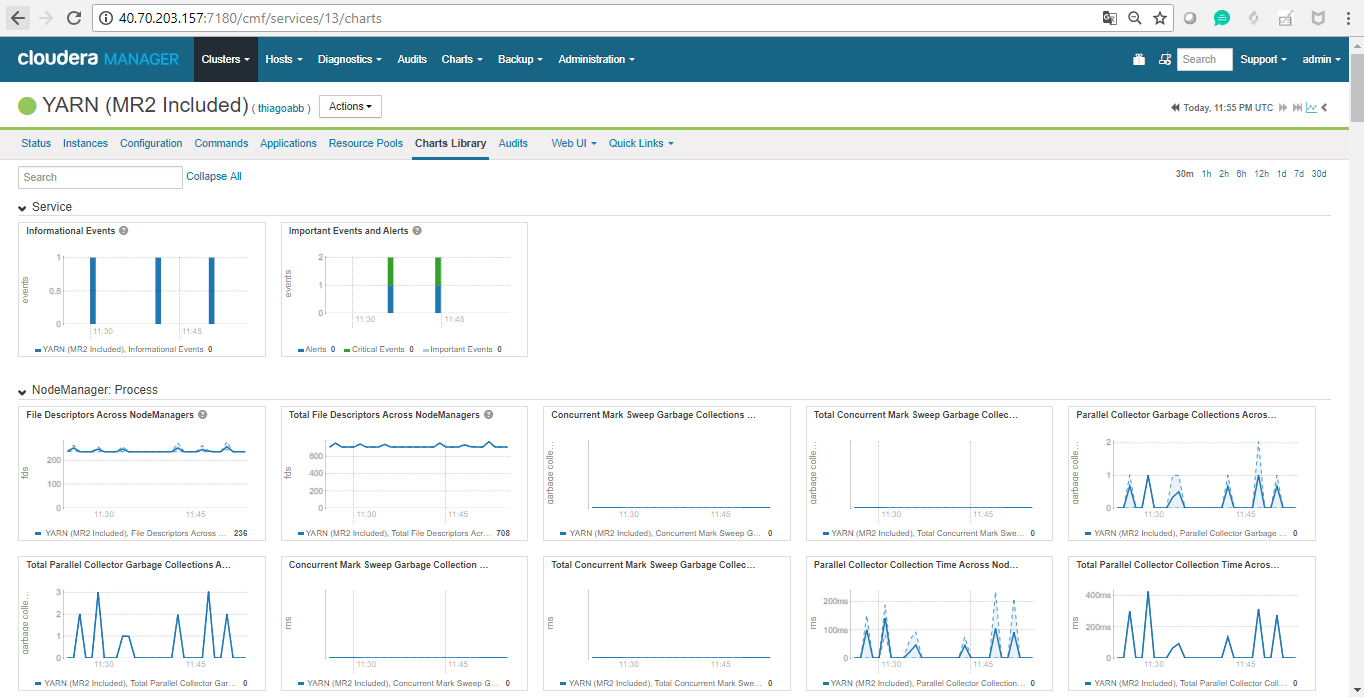 40.70.203.157:7180/cmf/services/13/charts
cloudera MANAGER Clusters Hosts Diagnostics Audits Charts Backup Administration Search Support admin
YARN (MR2 Included) ( thiagoabb ) Actions Today, 11:55 PM UTC
Status Instances Configuration Commands Applications Resource Pools Charts Library Audits Web UI Quick Links
Search Collapse All 30m 1h 2h 6h 12h 1d 7d 30d
Service
Informational Events
events
1
0.5
0
11:30 11:45
YARN (MR2 Included), Informational Events 0
Important Events and Alerts
events
2
1
0
11:30 11:45
Alerts 0 Critical Events 0 Important Events 0
NodeManager: Process
File Descriptors Across NodeManagers
fds
200
100
0
11:30 11:45
YARN (MR2 Included), File Descriptors Across ... 236
Total File Descriptors Across NodeManagers
fds
600
400
200
0
11:30 11:45
YARN (MR2 Included), Total File Descriptors Acr... 708
Concurrent Mark Sweep Garbage Collections ...
garbage colle...
11:30 11:45
YARN (MR2 Included), Concurrent Mark Sweep G... 0
Total Concurrent Mark Sweep Garbage Collec...
garbage colle...
11:30 11:45
YARN (MR2 Included), Total Concurrent Mark Swe... 0
Parallel Collector Garbage Collections Acros...
garbage colle...
2
1
0
11:30 11:45
YARN (MR2 Included), Parallel Collector Garbage ... 0
Total Parallel Collector Garbage Collections A...
garbage colle...
3
2
1
0
11:30 11:45
YARN (MR2 Included), Total Parallel Collector Gar... 0
Concurrent Mark Sweep Garbage Collection ...
ms
11:30 11:45
YARN (MR2 Included), Concurrent Mark Sweep G... 0
Total Concurrent Mark Sweep Garbage Collec...
ms
11:30 11:45
YARN (MR2 Included), Total Concurrent Mark Swe... 0
Parallel Collector Collection Time Across Nod...
ms
200ms
100ms
0
11:30 11:45
YARN (MR2 Included), Parallel Collector Collection... 0
Total Parallel Collector Collection Time Acros...
ms
400ms
200ms
0
11:30 11:45
YARN (MR2 Included), Total Parallel Collector Coll... 0